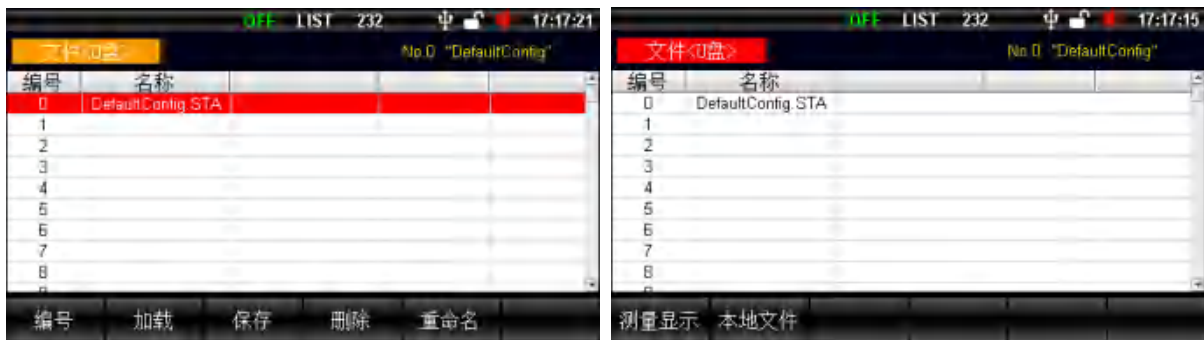 OFF LIST 232 17:17:21
文件<U盘> No.0 "DefaultConfig"
编号 名称
0 DefaultConfig.STA
1
2
3
4
5
6
7
8
编号 加载 保存 删除 重命名
OFF LIST 232 17:17:15
文件<U盘> No.0 "DefaultConfig"
编号 名称
0 DefaultConfig.STA
1
2
3
4
5
6
7
8
测量显示 本地文件